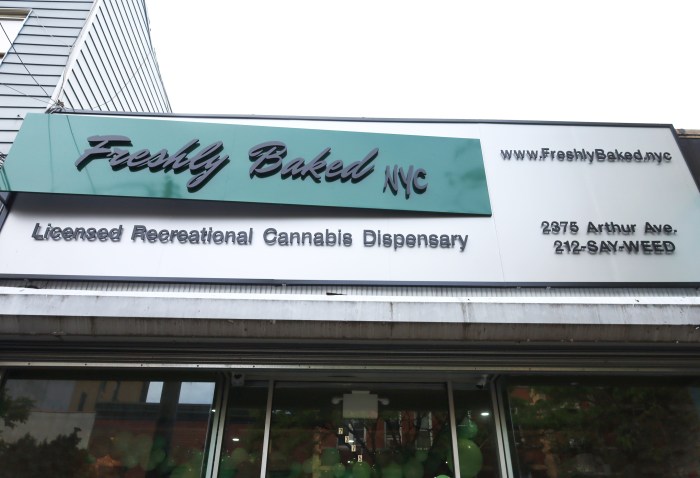 Freshly Baked NYC
www.FreshlyBaked.nyc
Licensed Recreational Cannabis Dispensary
2375 Arthur Ave.
212-SAY-WEED